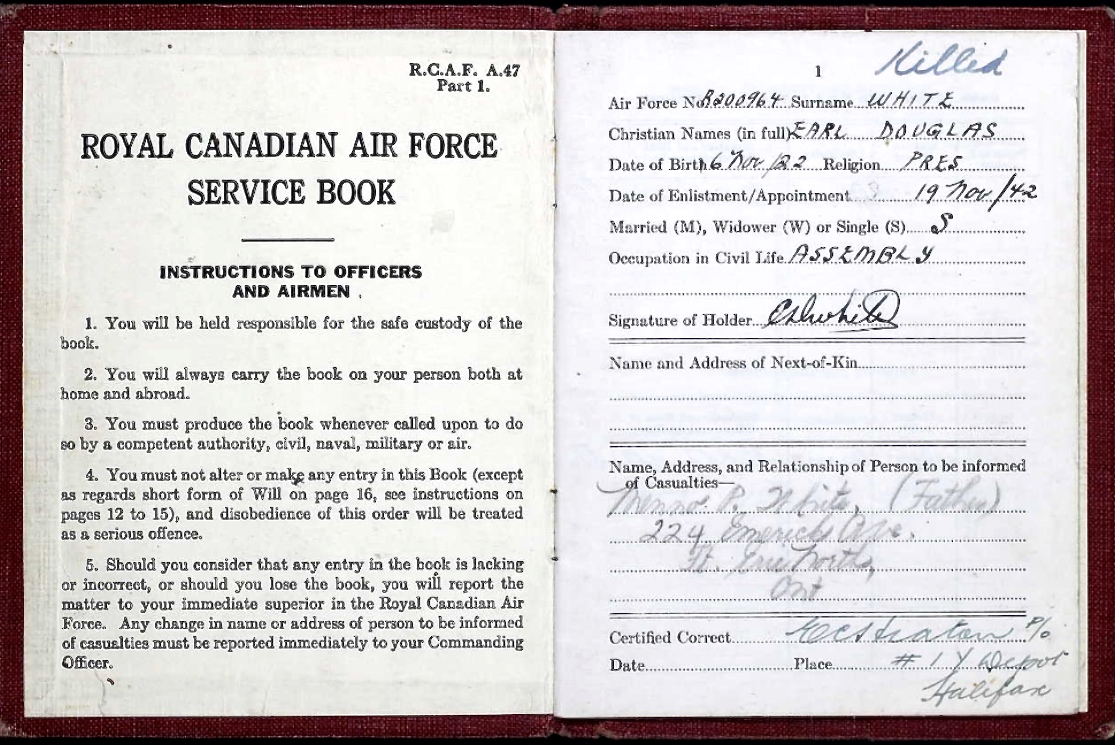 R.C.A.F. A.47
Part 1.
ROYAL CANADIAN AIR FORCE
SERVICE BOOK
INSTRUCTIONS TO OFFICERS
AND AIRMEN
1. You will be held responsible for the safe custody of the
book.
2. You will always carry the book on your person both at
home and abroad.
3. You must produce the book whenever called upon to do
so by a competent authority, civil, naval, military or air.
4. You must not alter or make any entry in this Book (except
as regards short form of Will on page 16, see instructions on
pages 12 to 15), and disobedience of this order will be treated
as a serious offence.
5. Should you consider that any entry in the book is lacking
or incorrect, or should you lose the book, you will report the
matter to your immediate superior in the Royal Canadian Air
Force. Any change in name or address of person to be informed
of casualties must be reported immediately to your Commanding
Officer.
1 Killed
Air Force No. R200964 Surname WHITE
Christian Names (in full) EARL DOUGLAS
Date of Birth 6 Nov/22 Religion PRES
Date of Enlistment/Appointment 19 Nov/42
Married (M), Widower (W) or Single (S) S
Occupation in Civil Life ASSEMBLY
Signature of Holder EDWhite
Name and Address of Next-of-Kin
Name, Address, and Relationship of Person to be informed
of Casualties—
Menno P. White, (Father)
224 Emerick Ave.
Ft. Erie North,
Ont
Certified Correct F/O
Date Place #1 Y Depot
Halifax